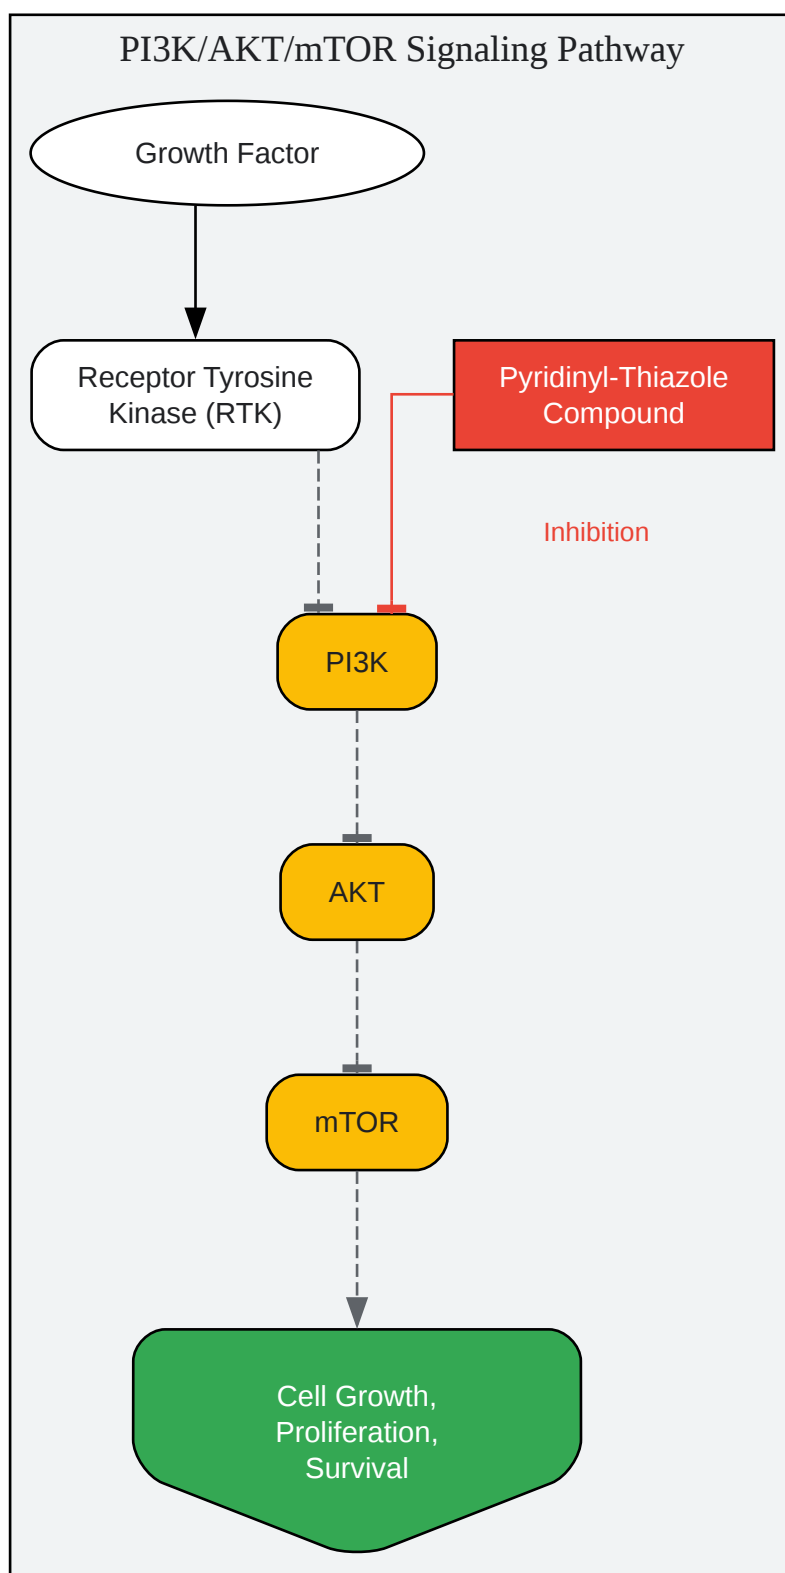 PI3K/AKT/mTOR Signaling Pathway
Growth Factor
Receptor Tyrosine
Kinase (RTK)
Pyridinyl-Thiazole
Compound
Inhibition
PI3K
AKT
mTOR
Cell Growth,
Proliferation,
Survival